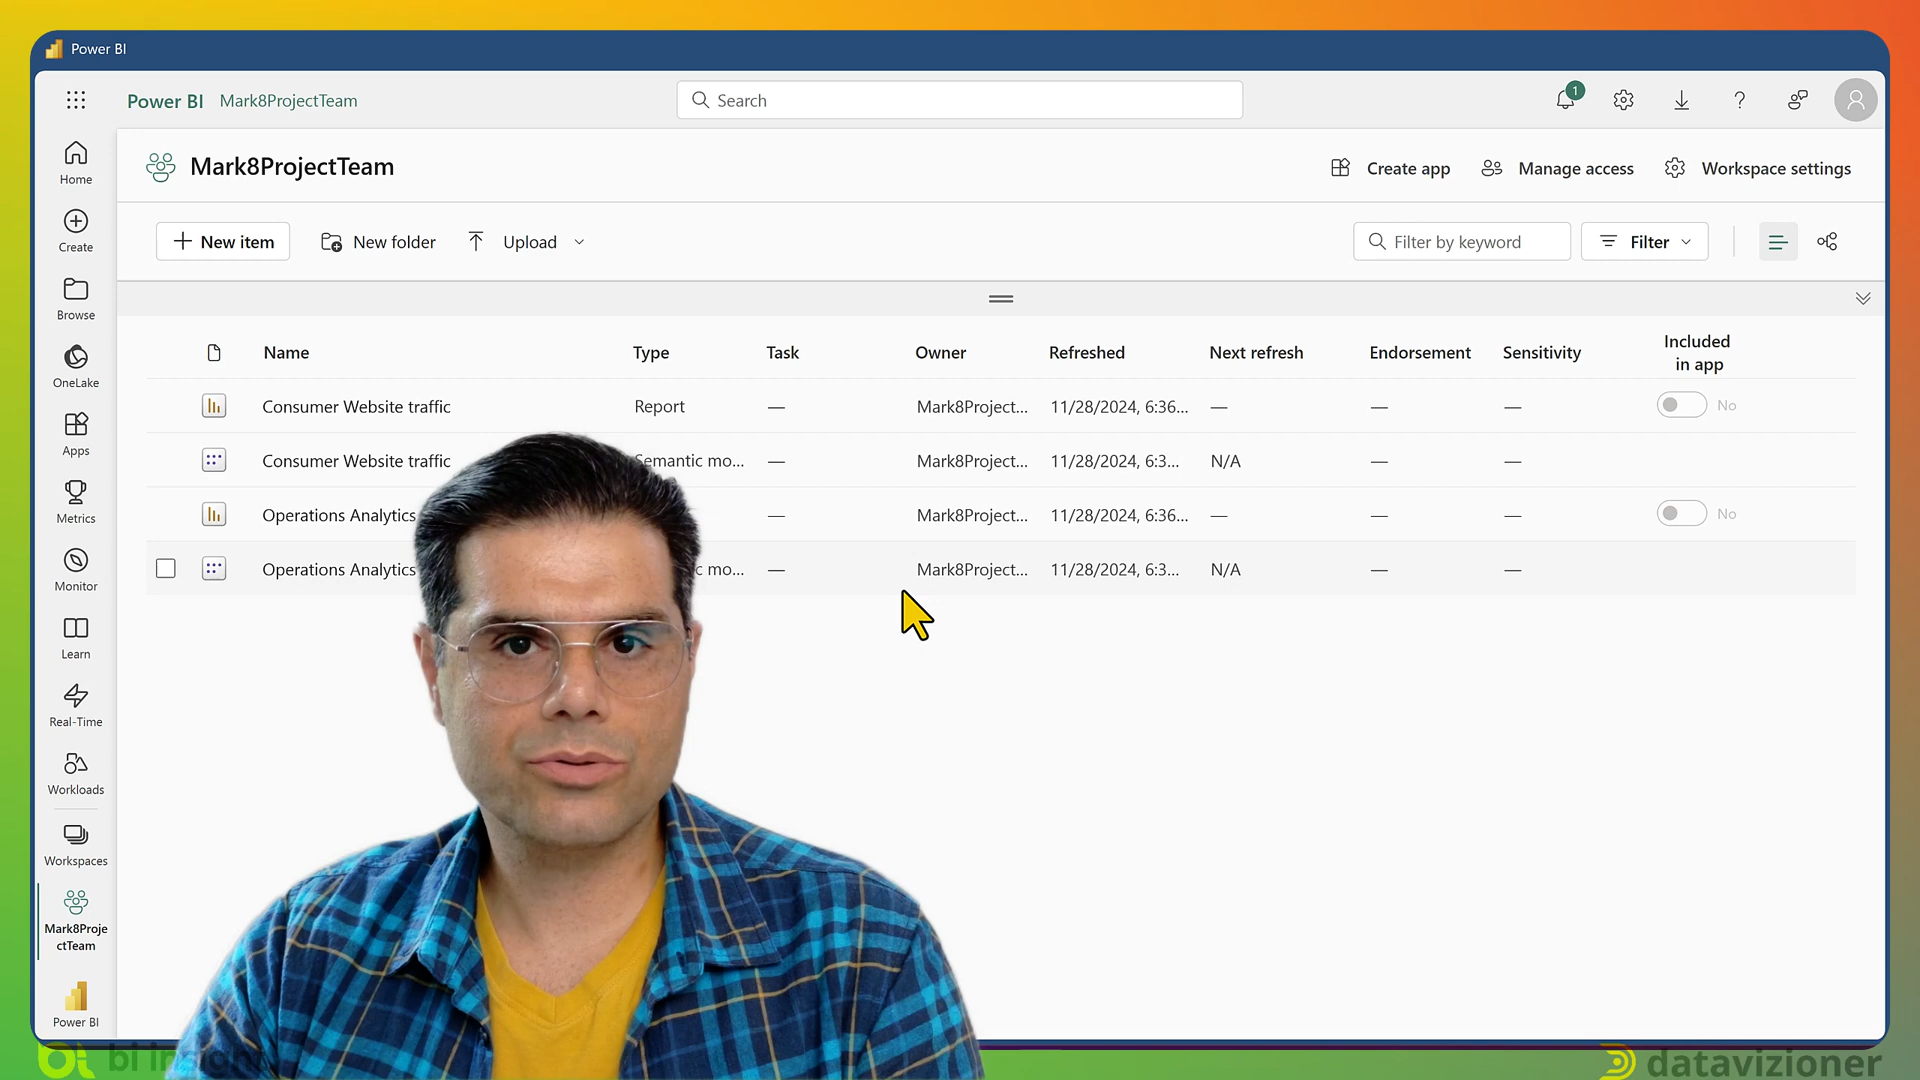 Power BI
Power BI Mark8ProjectTeam
Search
1
Mark8ProjectTeam
Create app
Manage access
Workspace settings
New item
New folder
Upload
Filter by keyword
Filter
Home
Create
Browse
OneLake
Apps
Metrics
Monitor
Learn
Real-Time
Workloads
Workspaces
Mark8Proje
ctTeam
Power BI
Name Type Task Owner Refreshed Next refresh Endorsement Sensitivity Included
in app
Consumer Website traffic Report — Mark8Project... 11/28/2024, 6:36... — — — No
Consumer Website traffic Semantic mo... — Mark8Project... 11/28/2024, 6:3... N/A — —
Operations Analytics — Mark8Project... 11/28/2024, 6:36... — — — No
Operations Analytics c mo... — Mark8Project... 11/28/2024, 6:3... N/A — —
bi insight
datavizioner